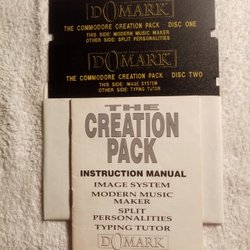 DOMARK
THE COMMODORE CREATION PACK - DISC ONE
THIS SIDE: MODERN MUSIC MAKER
OTHER SIDE: SPLIT PERSONALITIES
DOMARK
THE COMMODORE CREATION PACK - DISC TWO
THIS SIDE: IMAGE SYSTEM
OTHER SIDE: TYPING TUTOR
THE
CREATION
PACK
INSTRUCTION MANUAL
IMAGE SYSTEM
MODERN MUSIC
MAKER
SPLIT
PERSONALITIES
TYPING TUTOR
DOMARK